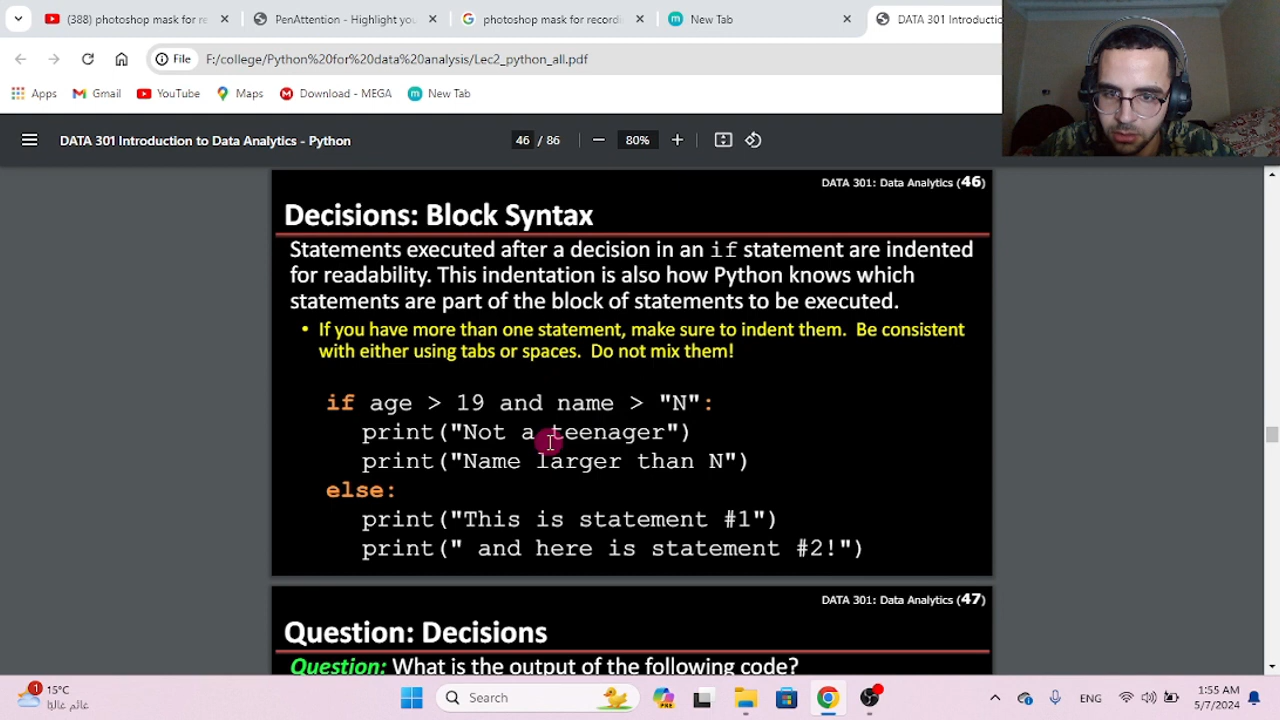 (388) photoshop mask for re
PenAttention - Highlight you
photoshop mask for recordi
New Tab
DATA 301 Introducti
File
F:/college/Python%20for%20data%20analysis/Lec2_python_all.pdf
Apps
Gmail
YouTube
Maps
Download - MEGA
New Tab
DATA 301 Introduction to Data Analytics - Python
46 / 86
80%
DATA 301: Data Analytics (46)
Decisions: Block Syntax
Statements executed after a decision in an if statement are indented
for readability. This indentation is also how Python knows which
statements are part of the block of statements to be executed.
• If you have more than one statement, make sure to indent them. Be consistent
with either using tabs or spaces. Do not mix them!
if age > 19 and name > "N":
print("Not a teenager")
print("Name larger than N")
else:
print("This is statement #1")
print(" and here is statement #2!")
DATA 301: Data Analytics (47)
Question: Decisions
Question: What is the output of the following code?
1
15°C
غائم غالبًا
Search
PRE
ENG
1:55 AM
5/7/2024